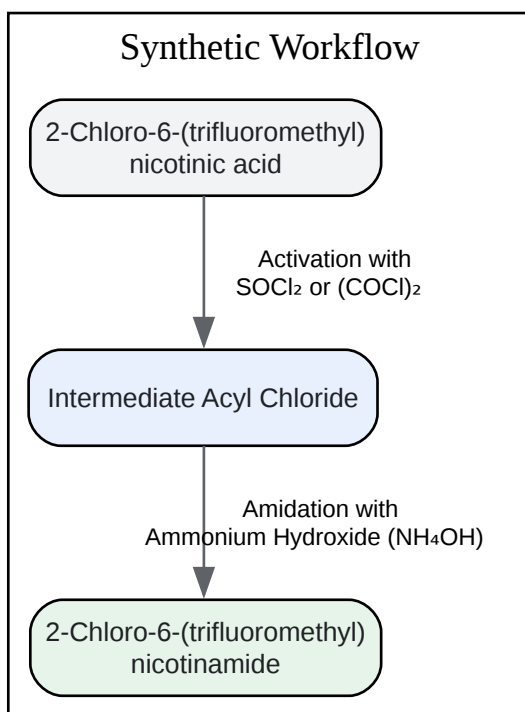 Synthetic Workflow
2-Chloro-6-(trifluoromethyl)
nicotinic acid
Activation with
SOCl₂ or (COCl)₂
Intermediate Acyl Chloride
Amidation with
Ammonium Hydroxide (NH₄OH)
2-Chloro-6-(trifluoromethyl)
nicotinamide